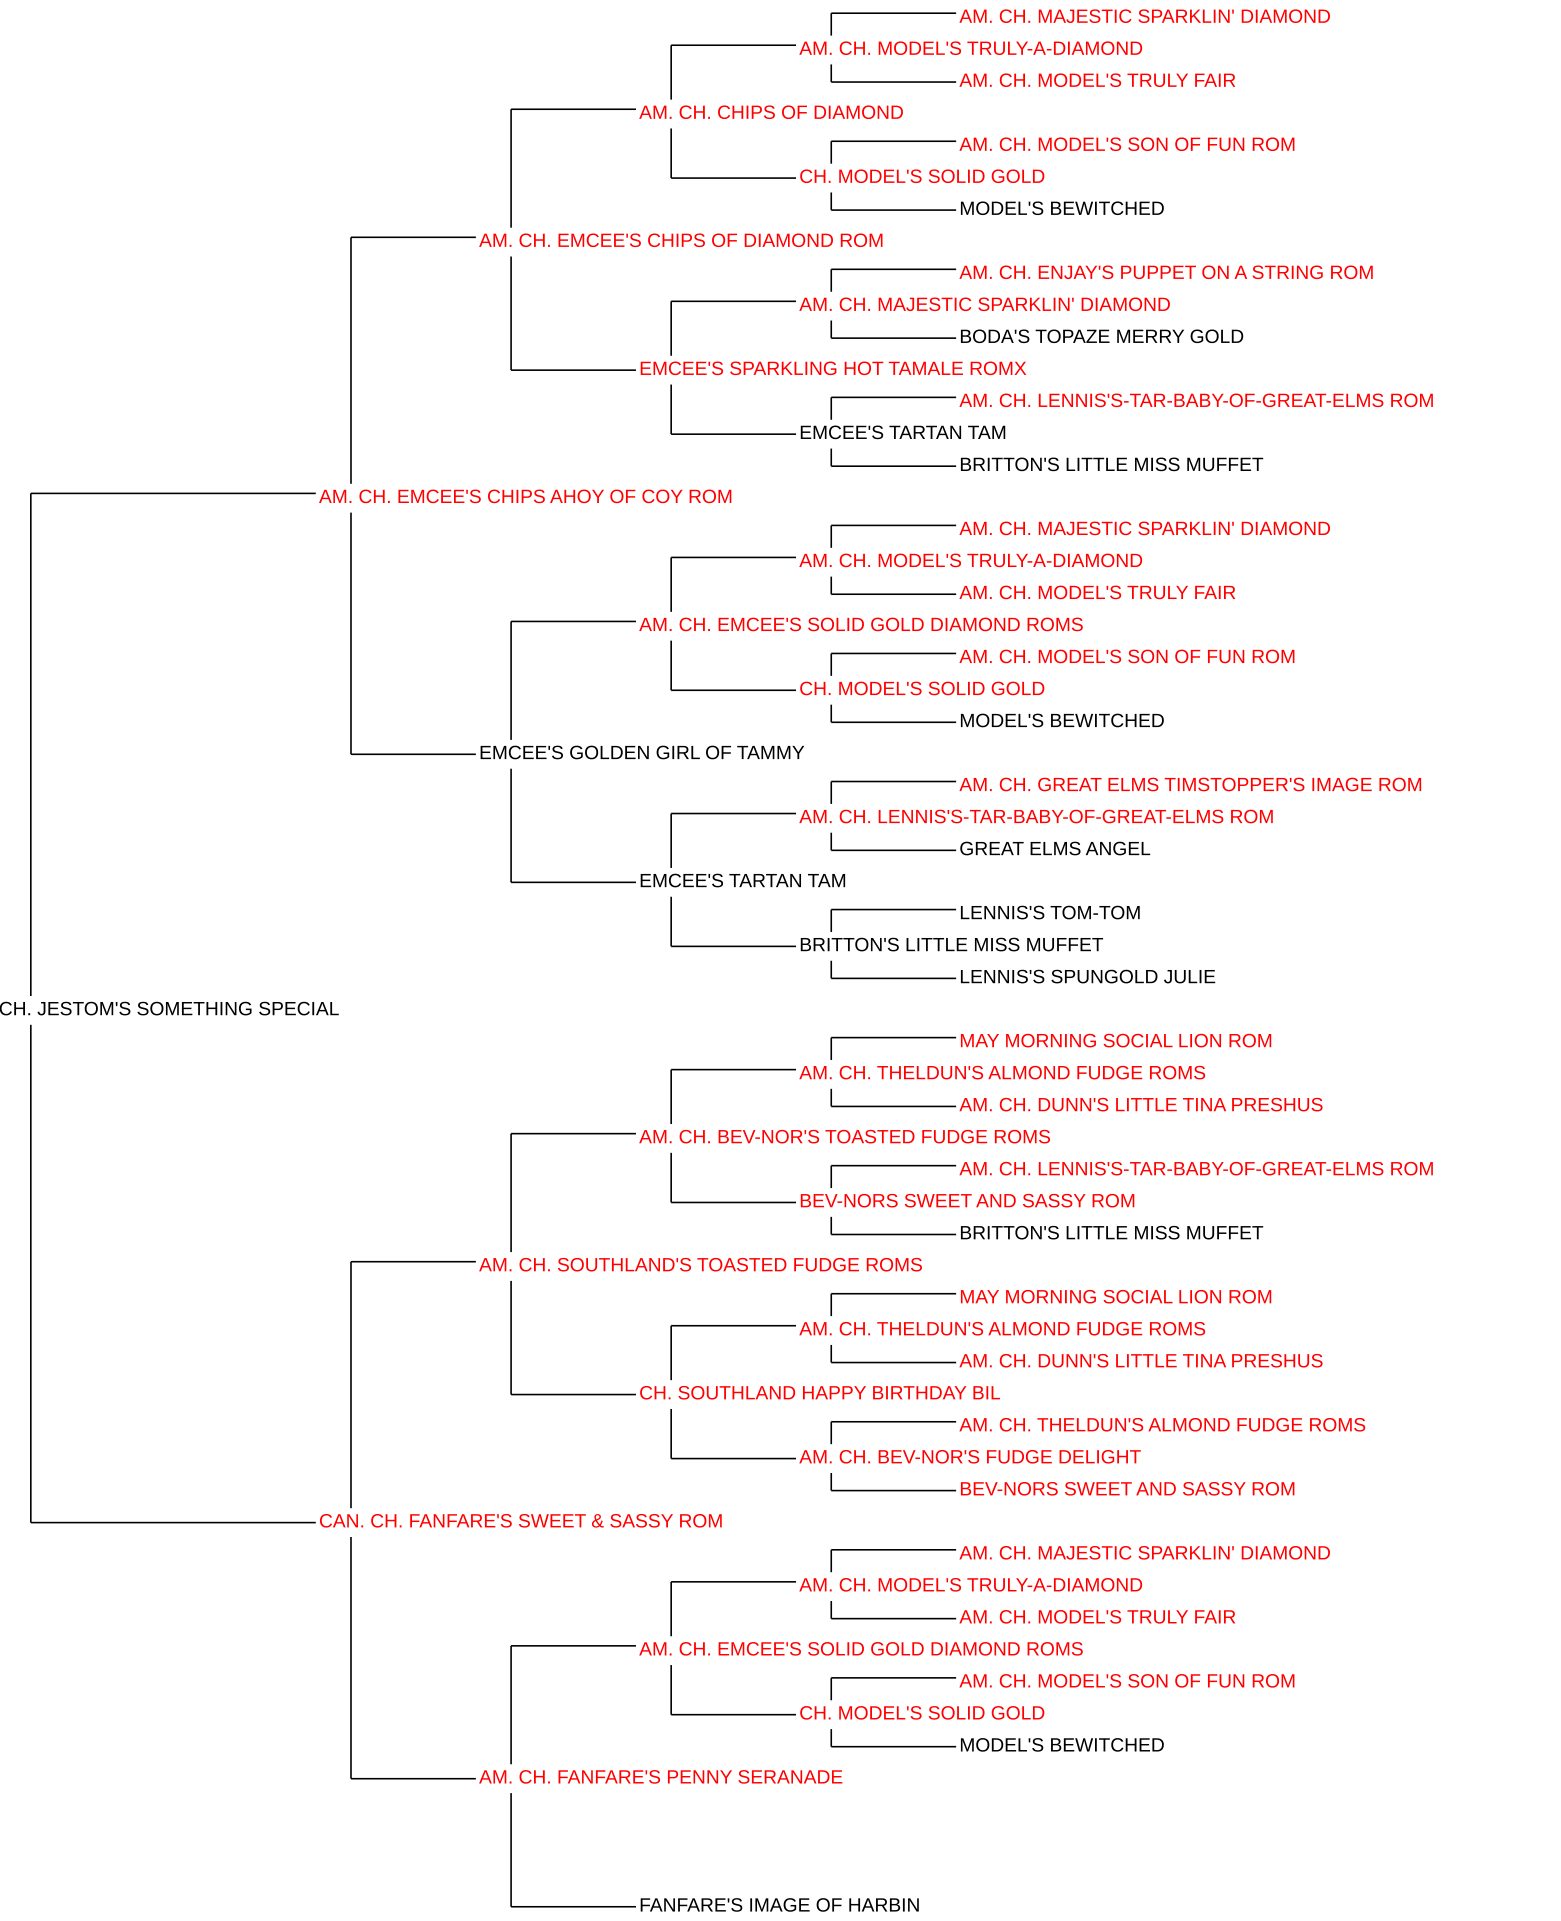 AM. CH. MAJESTIC SPARKLIN' DIAMOND
AM. CH. MODEL'S TRULY-A-DIAMOND
AM. CH. MODEL'S TRULY FAIR
AM. CH. CHIPS OF DIAMOND
AM. CH. MODEL'S SON OF FUN ROM
CH. MODEL'S SOLID GOLD
MODEL'S BEWITCHED
AM. CH. EMCEE'S CHIPS OF DIAMOND ROM
AM. CH. ENJAY'S PUPPET ON A STRING ROM
AM. CH. MAJESTIC SPARKLIN' DIAMOND
BODA'S TOPAZE MERRY GOLD
EMCEE'S SPARKLING HOT TAMALE ROMX
AM. CH. LENNIS'S-TAR-BABY-OF-GREAT-ELMS ROM
EMCEE'S TARTAN TAM
BRITTON'S LITTLE MISS MUFFET
AM. CH. EMCEE'S CHIPS AHOY OF COY ROM
AM. CH. MAJESTIC SPARKLIN' DIAMOND
AM. CH. MODEL'S TRULY-A-DIAMOND
AM. CH. MODEL'S TRULY FAIR
AM. CH. EMCEE'S SOLID GOLD DIAMOND ROMS
AM. CH. MODEL'S SON OF FUN ROM
CH. MODEL'S SOLID GOLD
MODEL'S BEWITCHED
EMCEE'S GOLDEN GIRL OF TAMMY
AM. CH. GREAT ELMS TIMSTOPPER'S IMAGE ROM
AM. CH. LENNIS'S-TAR-BABY-OF-GREAT-ELMS ROM
GREAT ELMS ANGEL
EMCEE'S TARTAN TAM
LENNIS'S TOM-TOM
BRITTON'S LITTLE MISS MUFFET
LENNIS'S SPUNGOLD JULIE
CH. JESTOM'S SOMETHING SPECIAL
MAY MORNING SOCIAL LION ROM
AM. CH. THELDUN'S ALMOND FUDGE ROMS
AM. CH. DUNN'S LITTLE TINA PRESHUS
AM. CH. BEV-NOR'S TOASTED FUDGE ROMS
AM. CH. LENNIS'S-TAR-BABY-OF-GREAT-ELMS ROM
BEV-NORS SWEET AND SASSY ROM
BRITTON'S LITTLE MISS MUFFET
AM. CH. SOUTHLAND'S TOASTED FUDGE ROMS
MAY MORNING SOCIAL LION ROM
AM. CH. THELDUN'S ALMOND FUDGE ROMS
AM. CH. DUNN'S LITTLE TINA PRESHUS
CH. SOUTHLAND HAPPY BIRTHDAY BIL
AM. CH. THELDUN'S ALMOND FUDGE ROMS
AM. CH. BEV-NOR'S FUDGE DELIGHT
BEV-NORS SWEET AND SASSY ROM
CAN. CH. FANFARE'S SWEET & SASSY ROM
AM. CH. MAJESTIC SPARKLIN' DIAMOND
AM. CH. MODEL'S TRULY-A-DIAMOND
AM. CH. MODEL'S TRULY FAIR
AM. CH. EMCEE'S SOLID GOLD DIAMOND ROMS
AM. CH. MODEL'S SON OF FUN ROM
CH. MODEL'S SOLID GOLD
MODEL'S BEWITCHED
AM. CH. FANFARE'S PENNY SERANADE
FANFARE'S IMAGE OF HARBIN